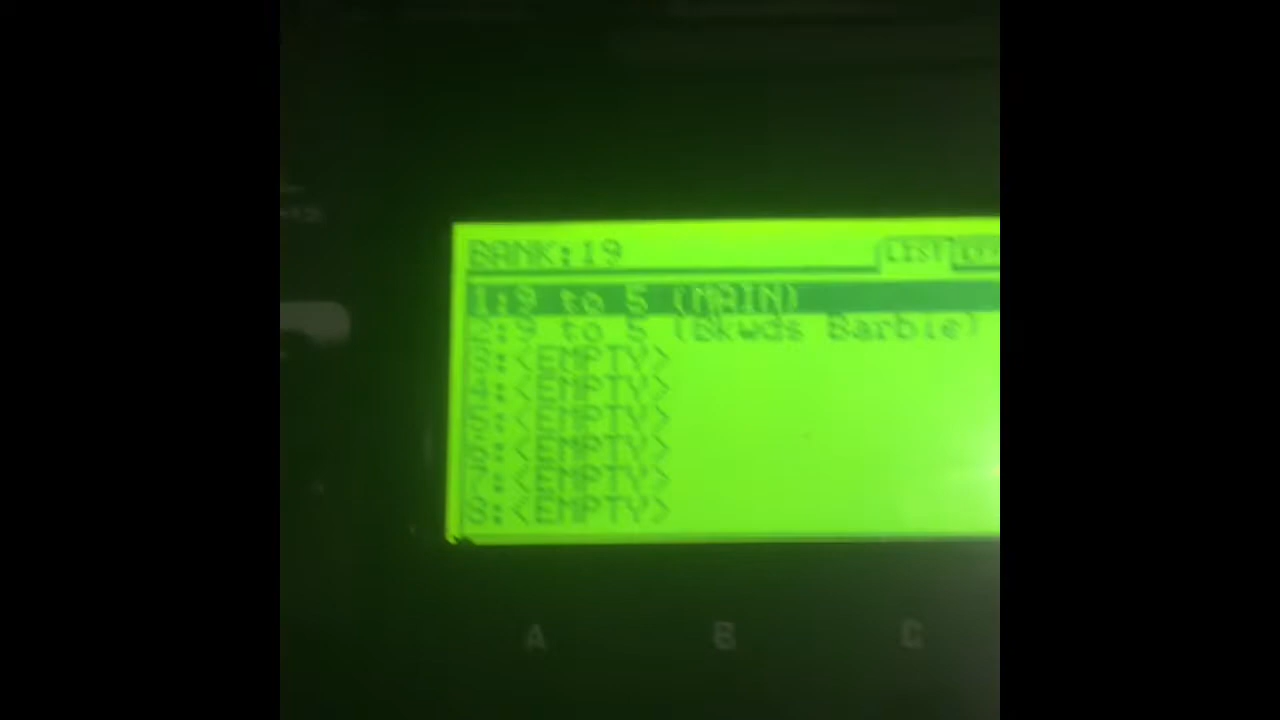 BANK:19 LIST
1:9 to 5 (MAIN)
2:9 to 5 (Bkwds Barbie)
3:<EMPTY>
4:<EMPTY>
5:<EMPTY>
6:<EMPTY>
7:<EMPTY>
8:<EMPTY>
A B C